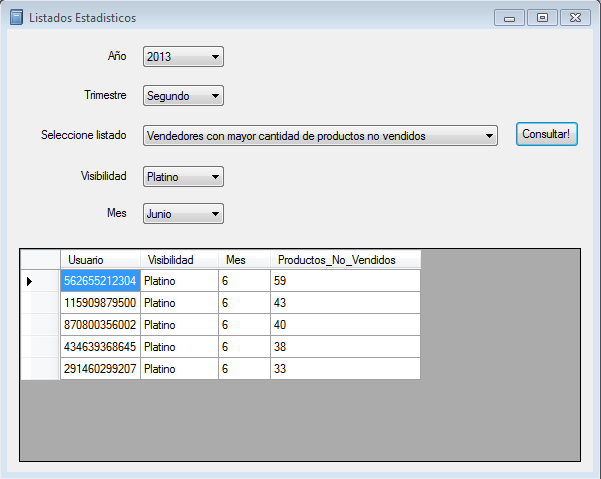 Listados Estadisticos
Año 2013
Trimestre Segundo
Seleccione listado Vendedores con mayor cantidad de productos no vendidos Consultar!
Visibilidad Platino
Mes Junio
Usuario Visibilidad Mes Productos_No_Vendidos
562655212304 Platino 6 59
115909879500 Platino 6 43
870800356002 Platino 6 40
434639368645 Platino 6 38
291460299207 Platino 6 33